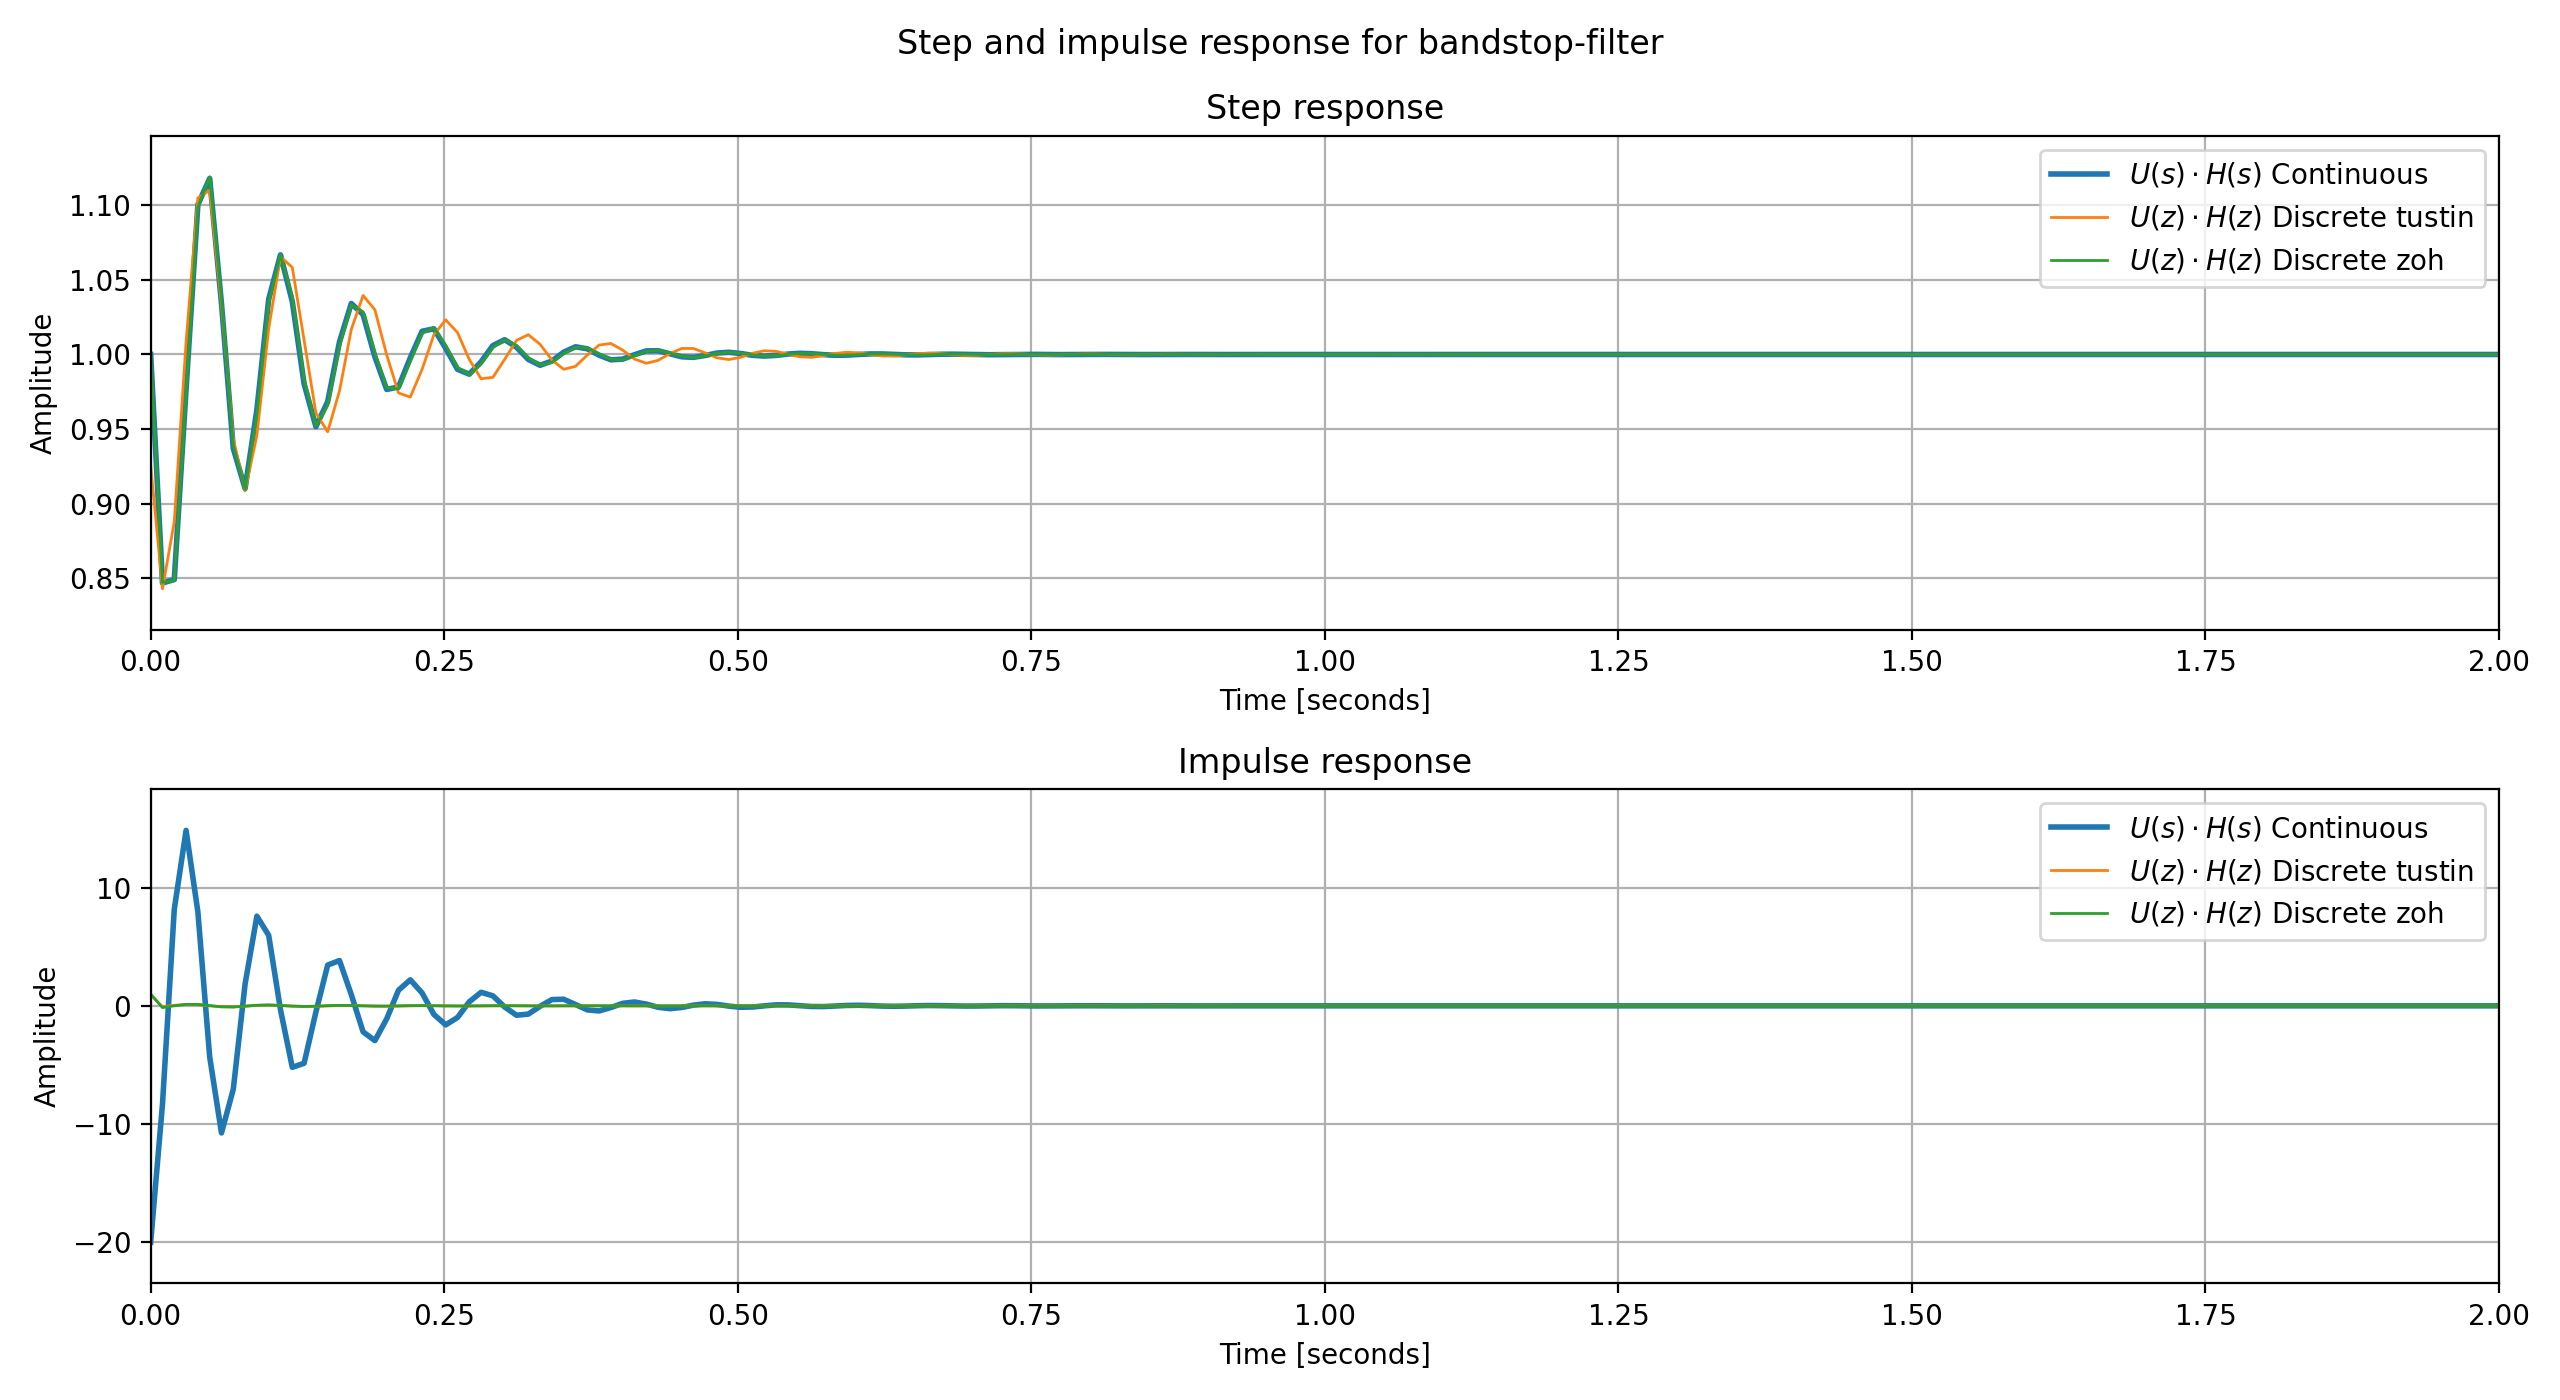 Step and impulse response for bandstop-filter
Step response
Amplitude
1.10
1.05
1.00
0.95
0.90
0.85
U(s) · H(s) Continuous
U(z) · H(z) Discrete tustin
U(z) · H(z) Discrete zoh
0.00 0.25 0.50 0.75 1.00 1.25 1.50 1.75 2.00
Time [seconds]
Impulse response
Amplitude
10
0
−10
−20
U(s) · H(s) Continuous
U(z) · H(z) Discrete tustin
U(z) · H(z) Discrete zoh
0.00 0.25 0.50 0.75 1.00 1.25 1.50 1.75 2.00
Time [seconds]